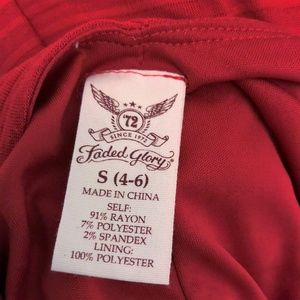 '72
SINCE 1972
Faded Glory®
S (4-6)
MADE IN CHINA
SELF:
91% RAYON
7% POLYESTER
2% SPANDEX
LINING:
100% POLYESTER